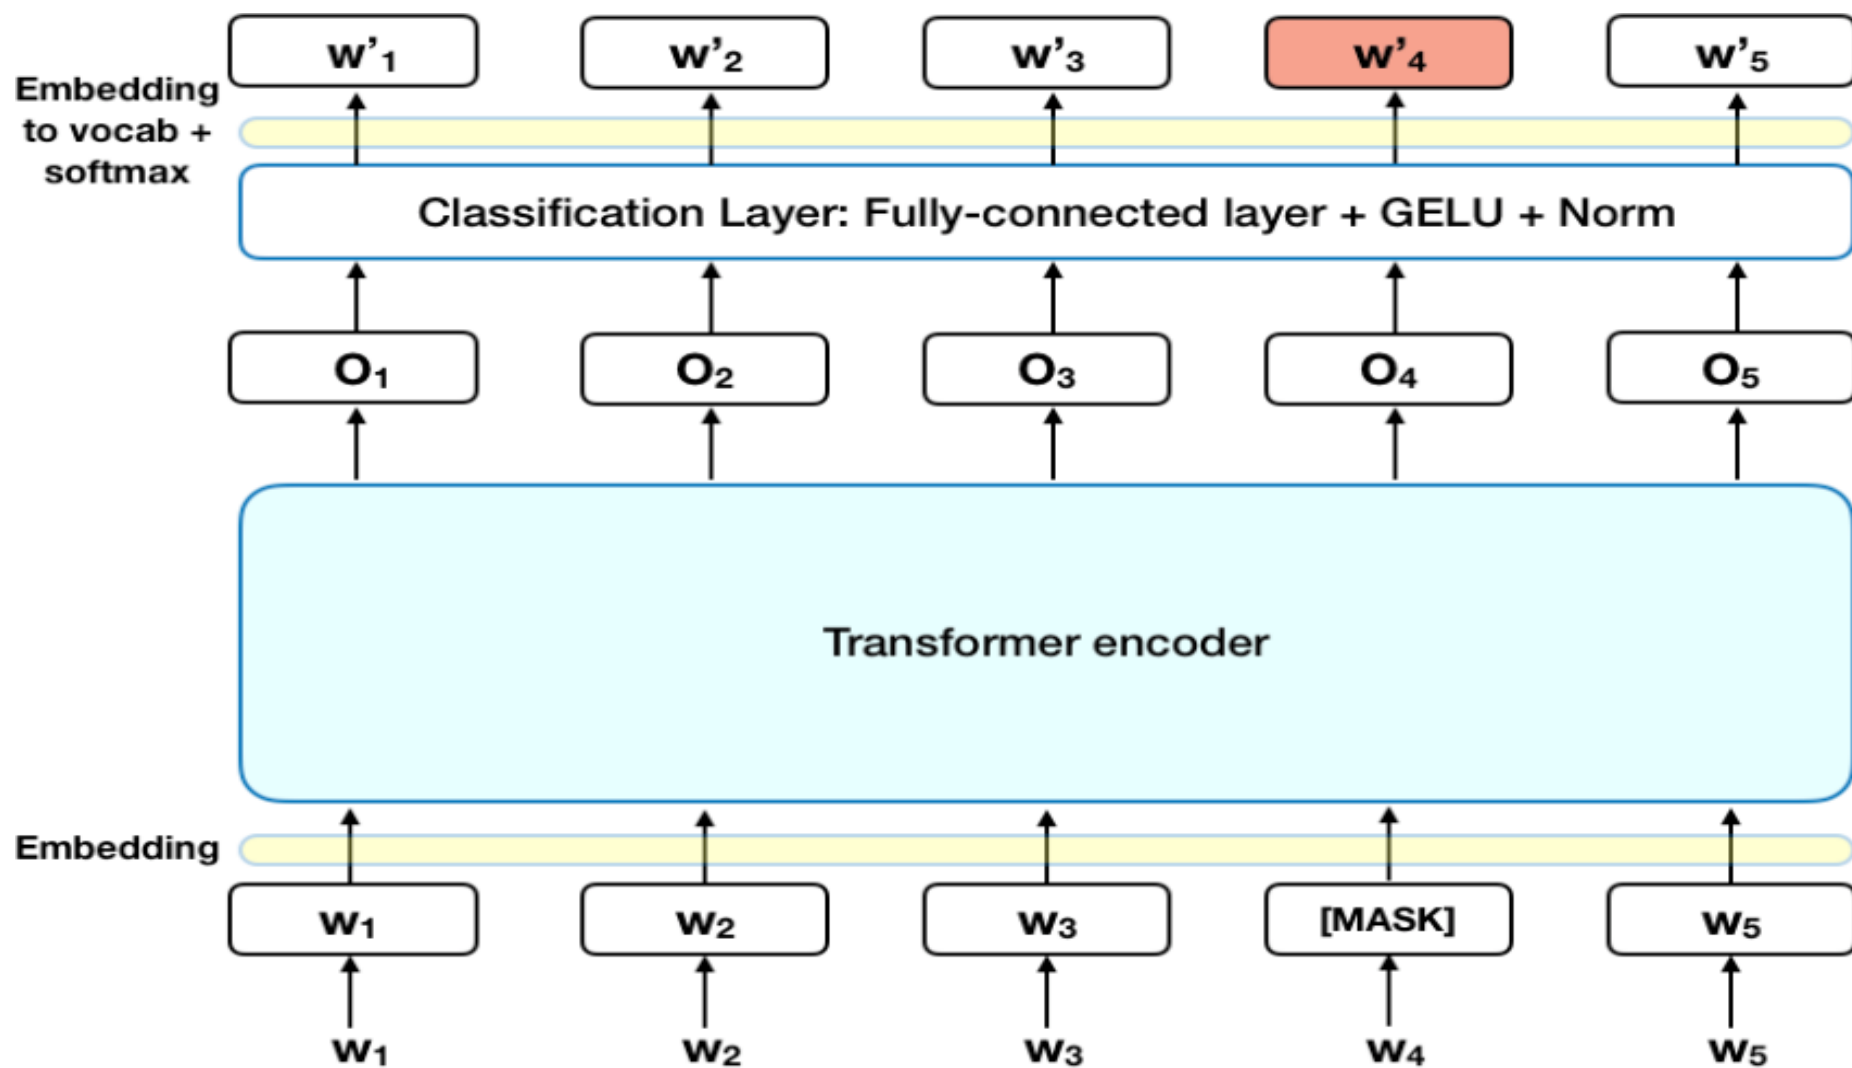 w’₁ w’₂ w’₃ w’₄ w’₅
Embedding
to vocab +
softmax
Classification Layer: Fully-connected layer + GELU + Norm
O₁ O₂ O₃ O₄ O₅
Transformer encoder
Embedding
w₁ w₂ w₃ [MASK] w₅
w₁ w₂ w₃ w₄ w₅